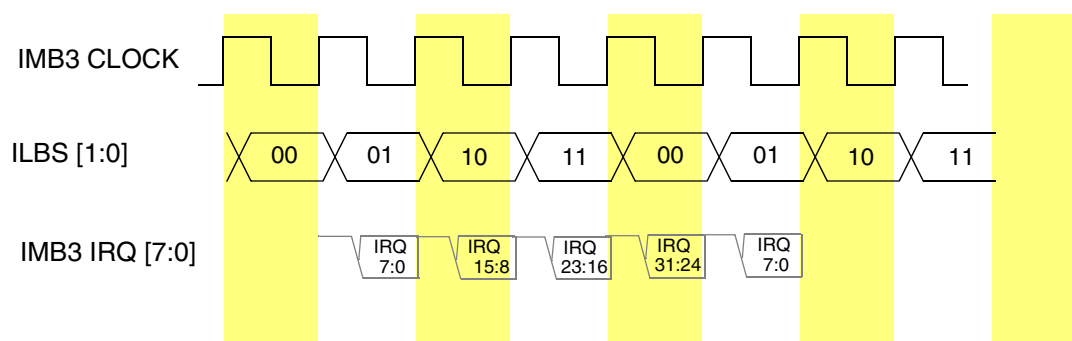 IMB3 CLOCK
ILBS [1:0] 00 01 10 11 00 01 10 11
IMB3 IRQ [7:0] IRQ 7:0 IRQ 15:8 IRQ 23:16 IRQ 31:24 IRQ 7:0